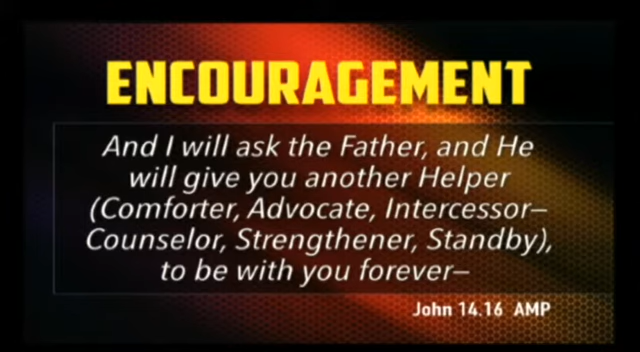 ENCOURAGEMENT
And I will ask the Father, and He
will give you another Helper
(Comforter, Advocate, Intercessor–
Counselor, Strengthener, Standby),
to be with you forever–
John 14.16 AMP